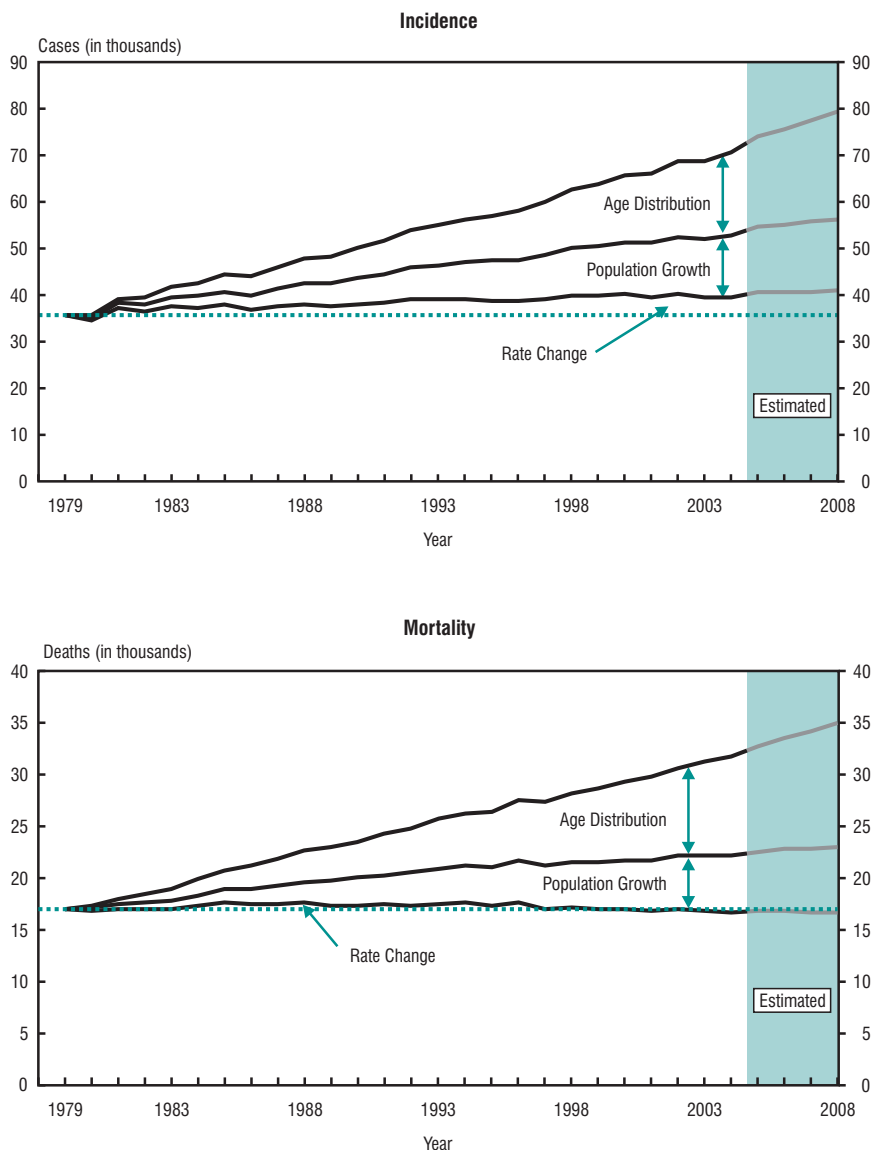 Incidence
Cases (in thousands)
90 90
80 80
70 70
Age Distribution
60 60
50 50
Population Growth
40 40
30 30
Rate Change
20 20
Estimated
10 10
0 0
1979 1983 1988 1993 1998 2003 2008
Year
Mortality
Deaths (in thousands)
40 40
35 35
30 30
Age Distribution
25 25
20 20
Population Growth
15 15
Rate Change
10 10
Estimated
5 5
0 0
1979 1983 1988 1993 1998 2003 2008
Year